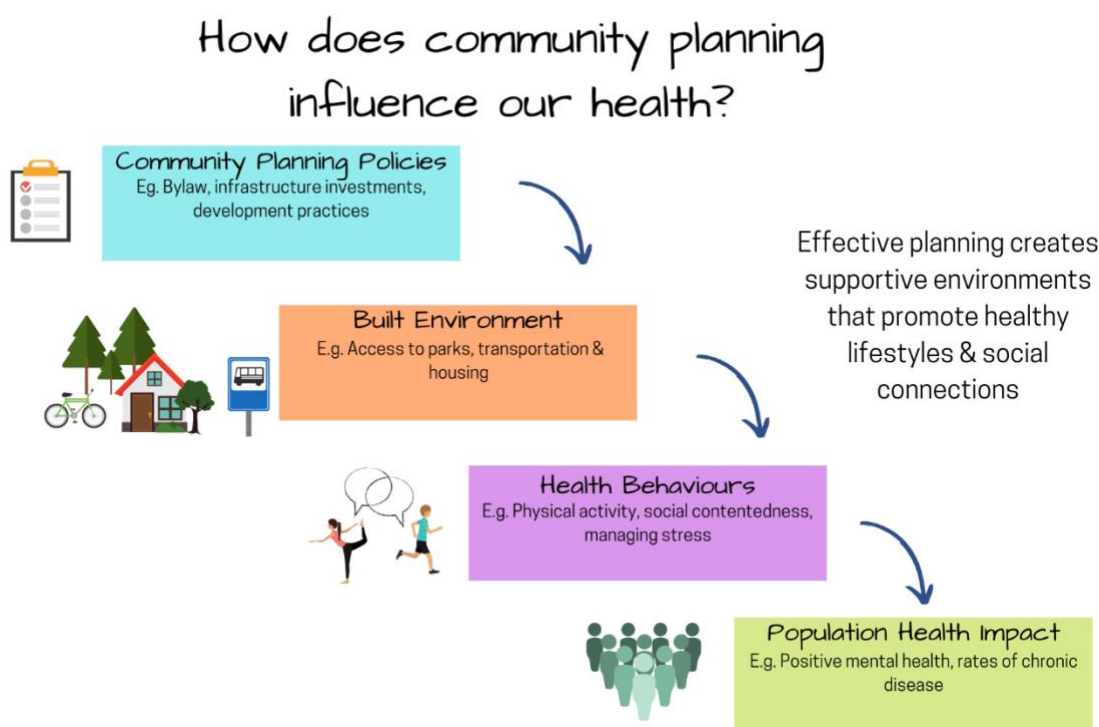 How does community planning
influence our health?
Community Planning Policies
Eg. Bylaw, infrastructure investments,
development practices
Effective planning creates
supportive environments
that promote healthy
lifestyles & social
connections
Built Environment
E.g. Access to parks, transportation &
housing
Health Behaviours
E.g. Physical activity, social contentedness,
managing stress
Population Health Impact
E.g. Positive mental health, rates of chronic
disease